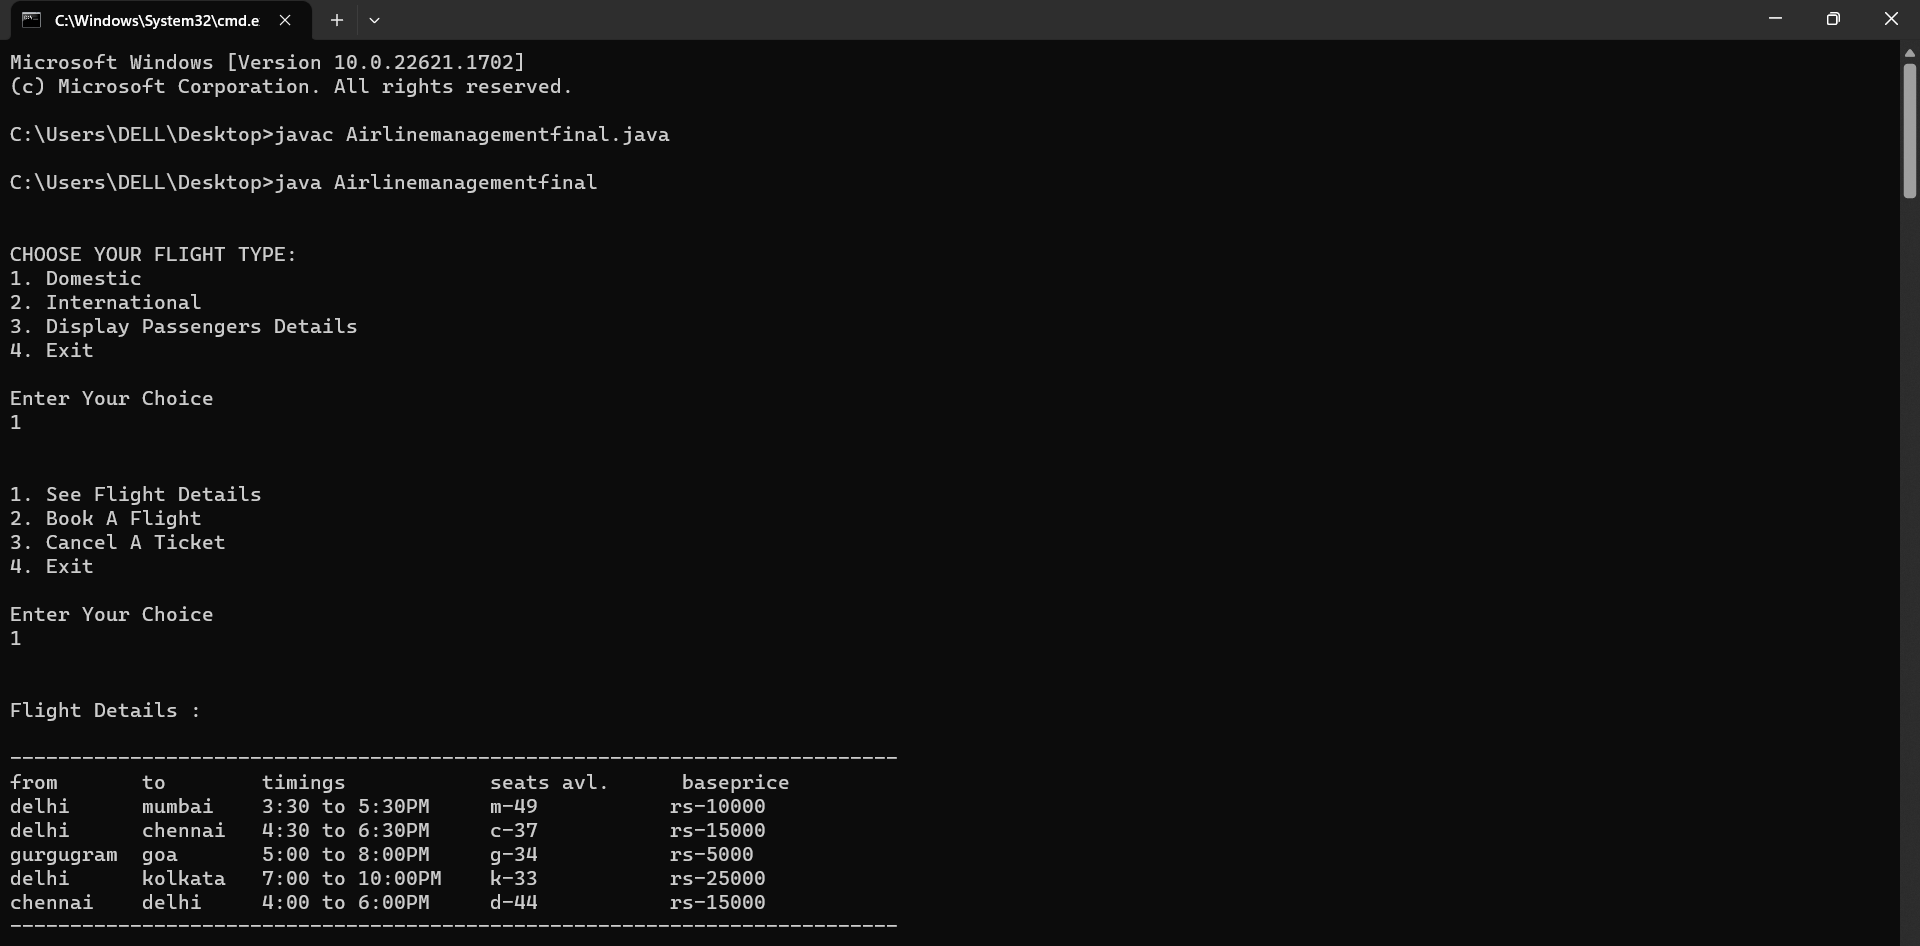 C:\Windows\System32\cmd.e
Microsoft Windows [Version 10.0.22621.1702]
(c) Microsoft Corporation. All rights reserved.
C:\Users\DELL\Desktop>javac Airlinemanagementfinal.java
C:\Users\DELL\Desktop>java Airlinemanagementfinal
CHOOSE YOUR FLIGHT TYPE:
1. Domestic
2. International
3. Display Passengers Details
4. Exit
Enter Your Choice
1
1. See Flight Details
2. Book A Flight
3. Cancel A Ticket
4. Exit
Enter Your Choice
1
Flight Details :
--------------------------------------------------------------------------
from       to        timings            seats avl.      baseprice
delhi      mumbai    3:30 to 5:30PM     m-49           rs-10000
delhi      chennai   4:30 to 6:30PM     c-37           rs-15000
gurgugram  goa       5:00 to 8:00PM     g-34           rs-5000
delhi      kolkata   7:00 to 10:00PM    k-33           rs-25000
chennai    delhi     4:00 to 6:00PM     d-44           rs-15000
--------------------------------------------------------------------------